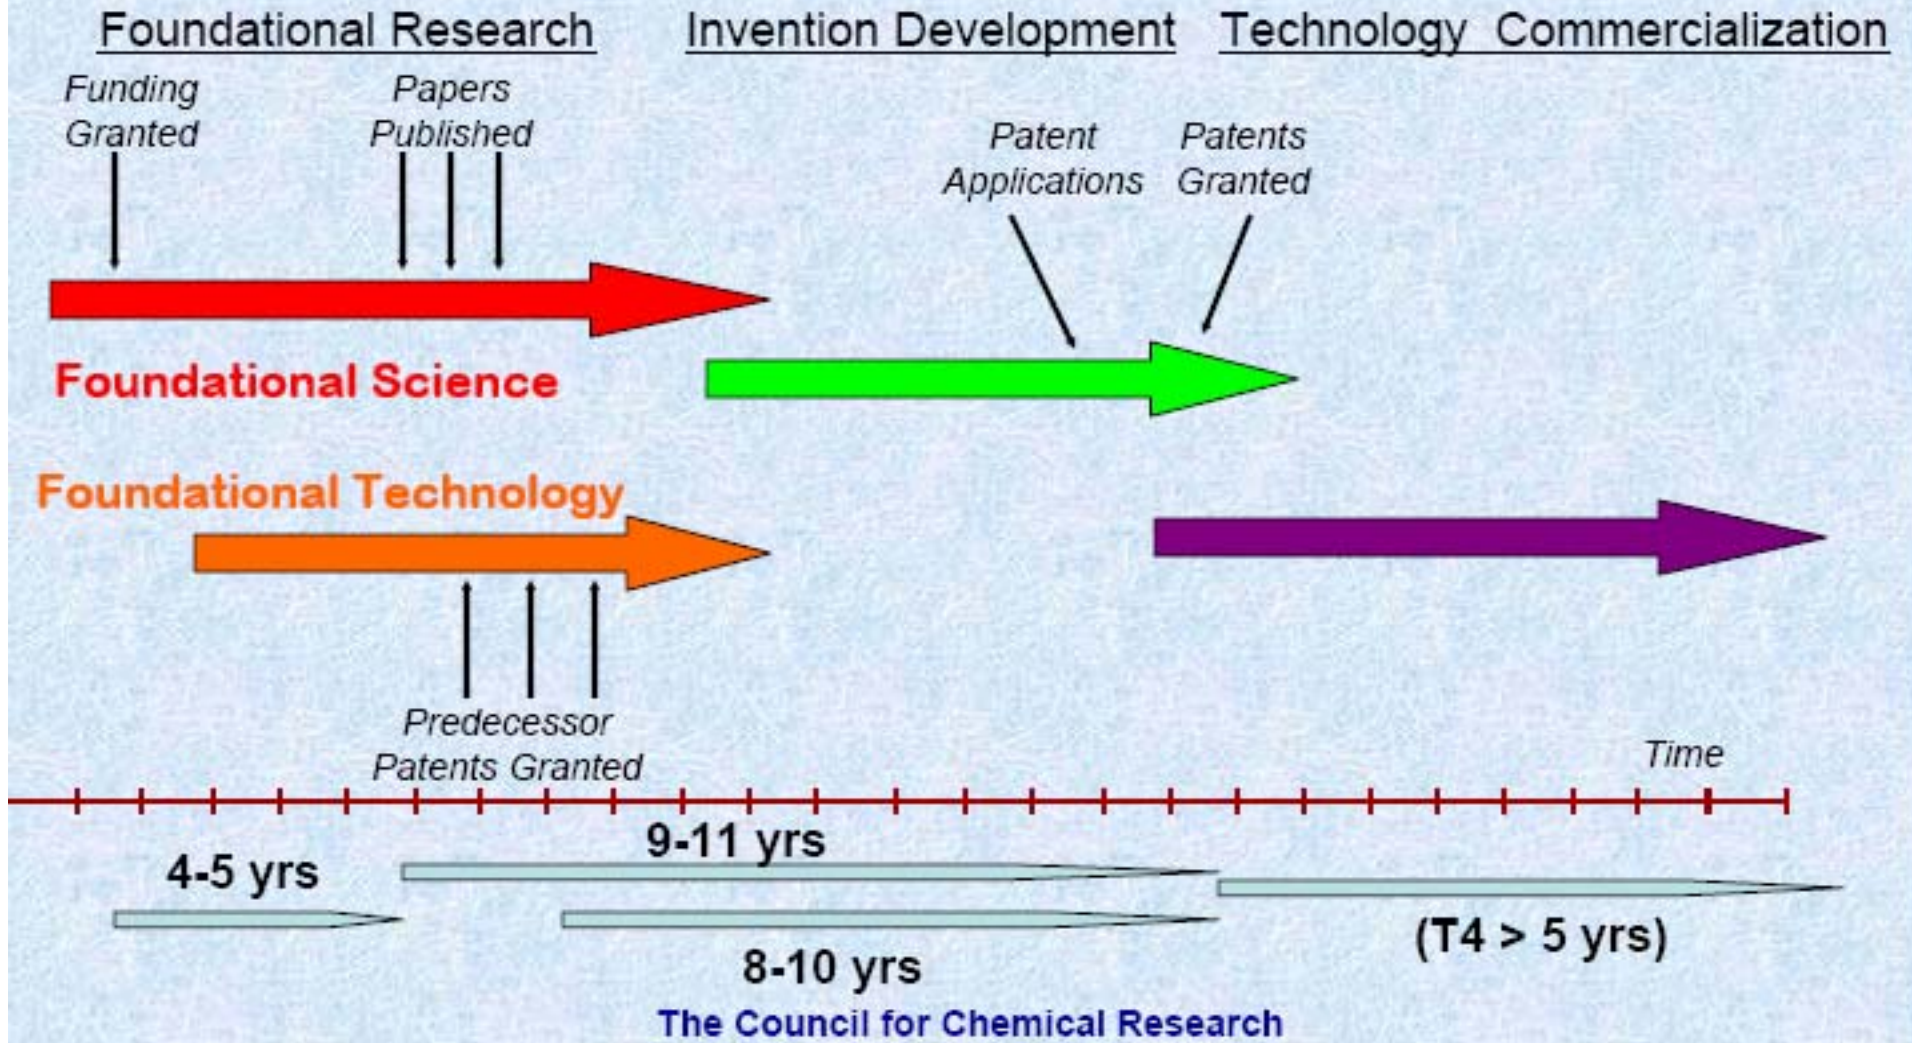 Foundational Research
Invention Development
Technology Commercialization
Funding
Granted
Papers
Published
Patent
Applications
Patents
Granted
Foundational Science
Foundational Technology
Predecessor
Patents Granted
Time
9-11 yrs
4-5 yrs
(T4 > 5 yrs)
8-10 yrs
The Council for Chemical Research